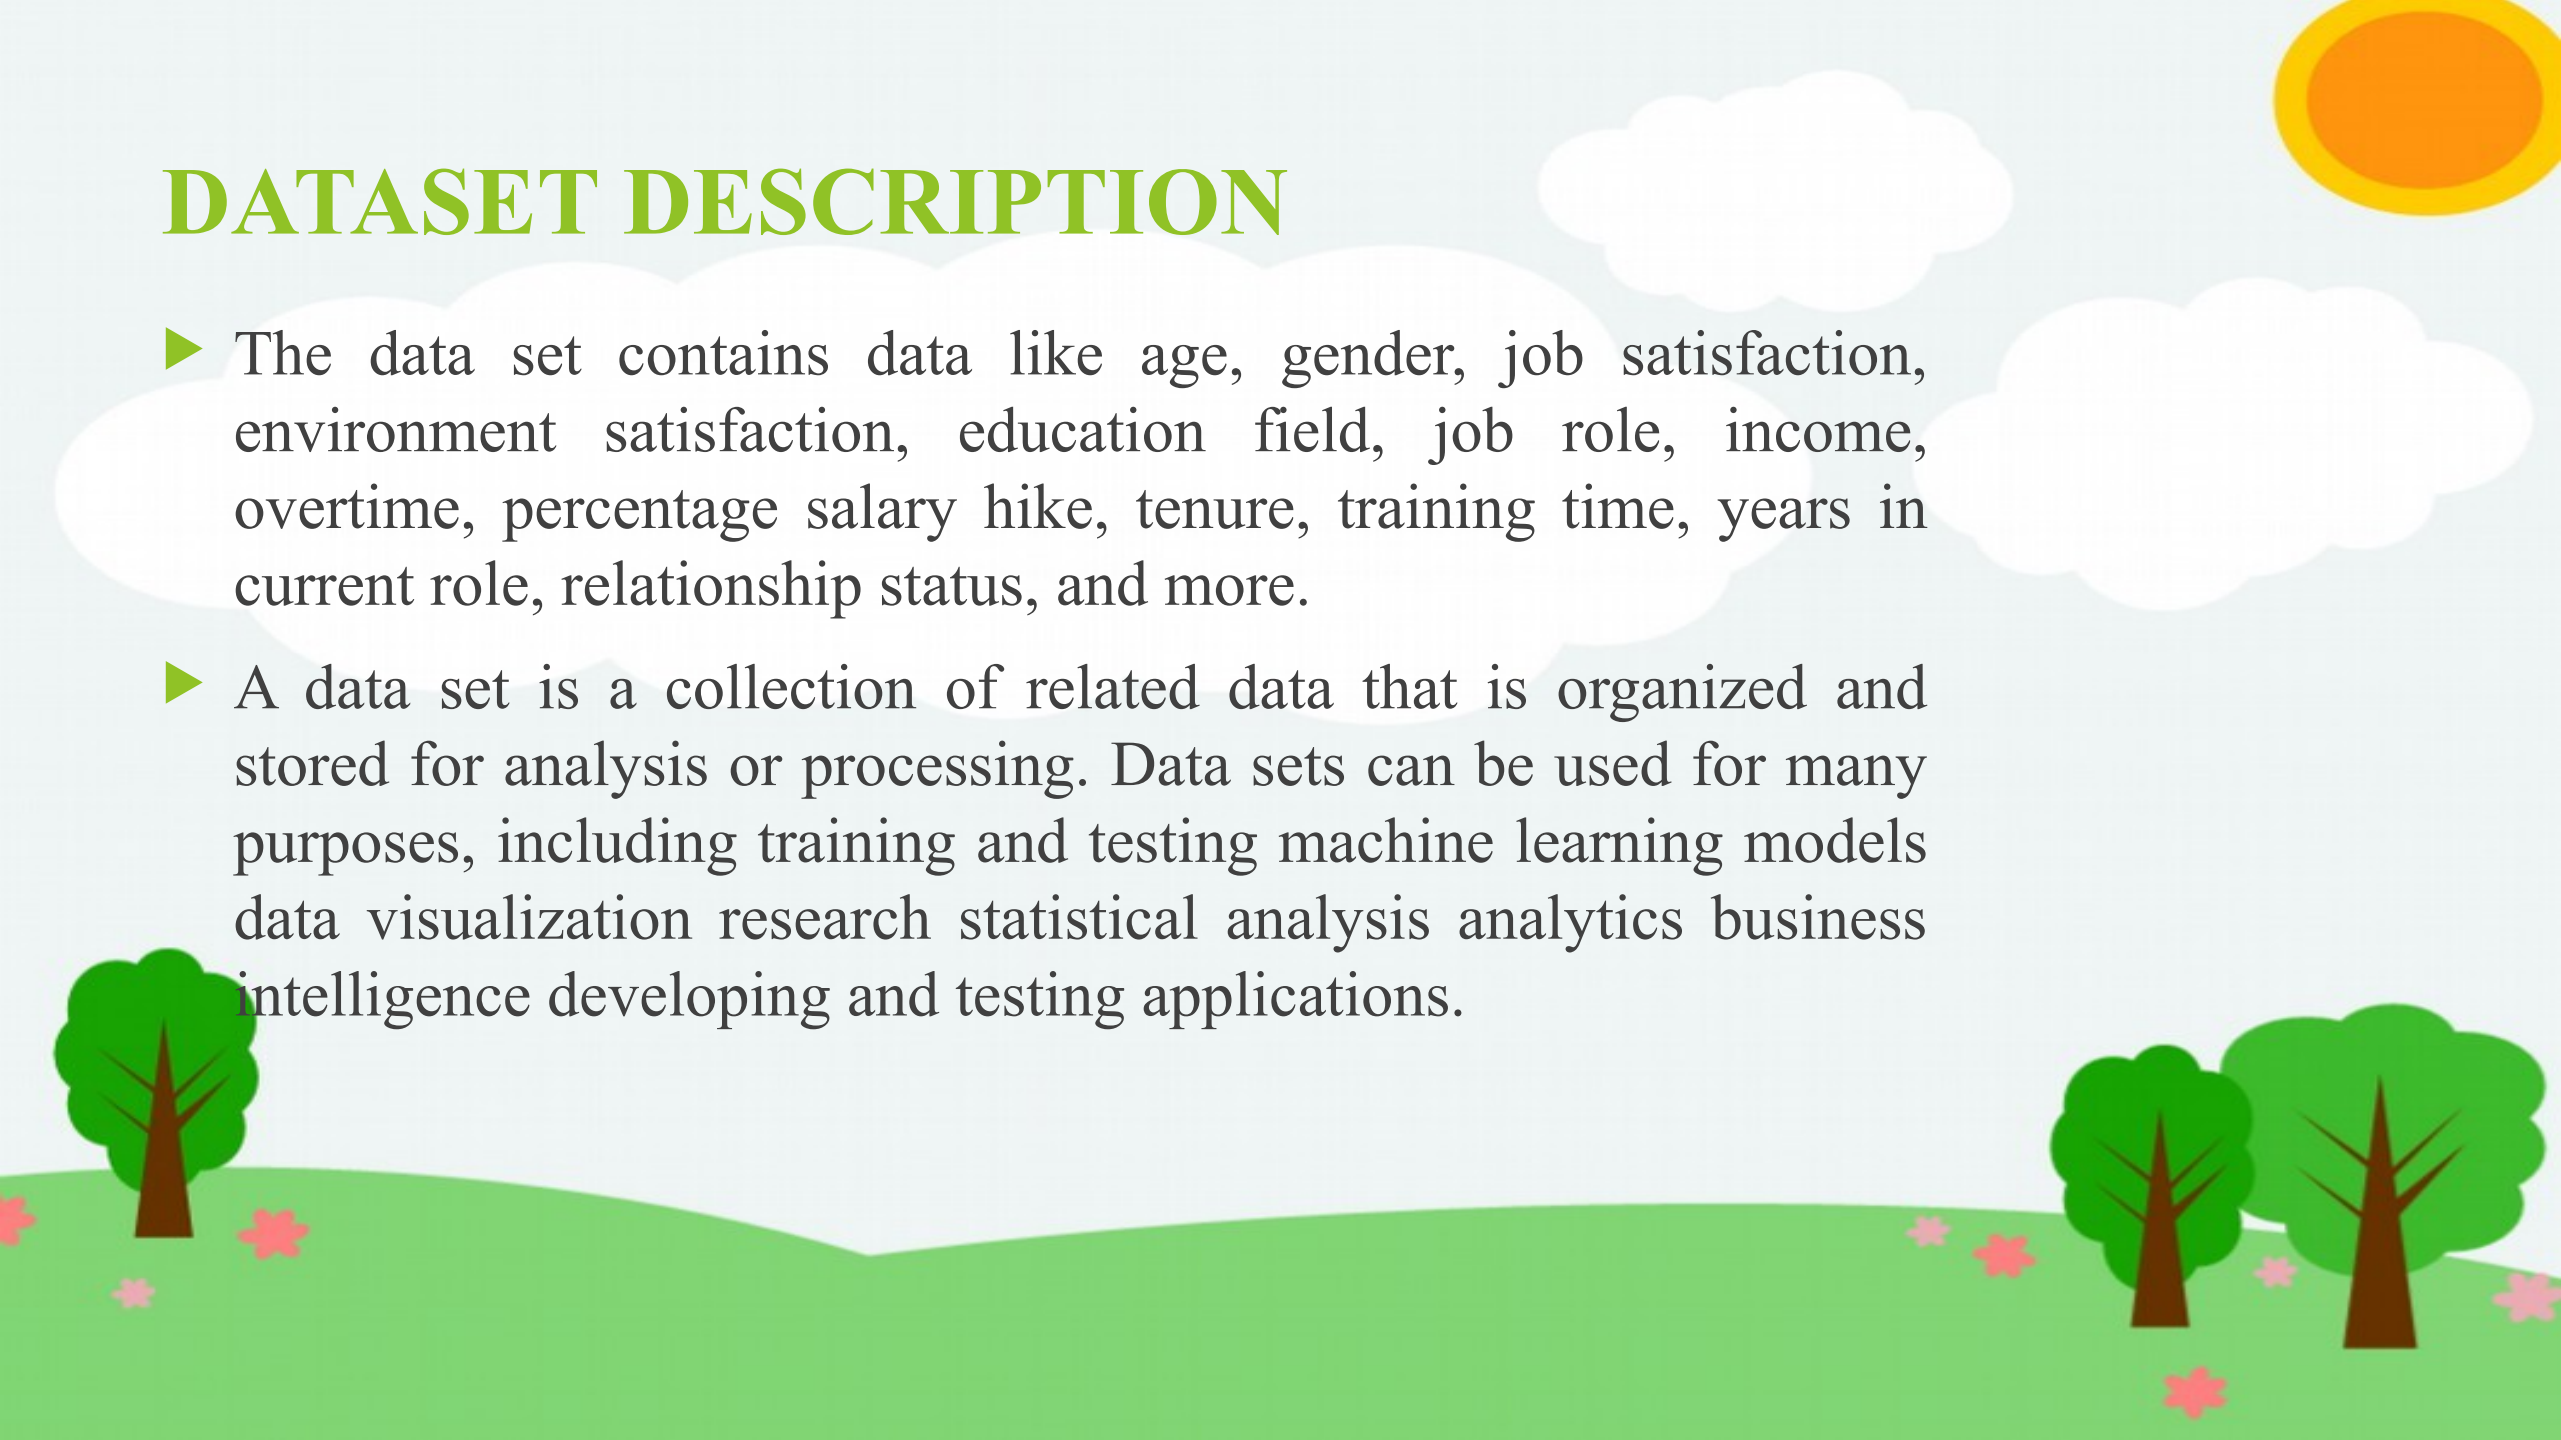 DATASET DESCRIPTION
The data set contains data like age, gender, job satisfaction,
environment satisfaction, education field, job role, income,
overtime, percentage salary hike, tenure, training time, years in
current role, relationship status, and more.
A data set is a collection of related data that is organized and
stored for analysis or processing. Data sets can be used for many
purposes, including training and testing machine learning models
data visualization research statistical analysis analytics business
intelligence developing and testing applications.